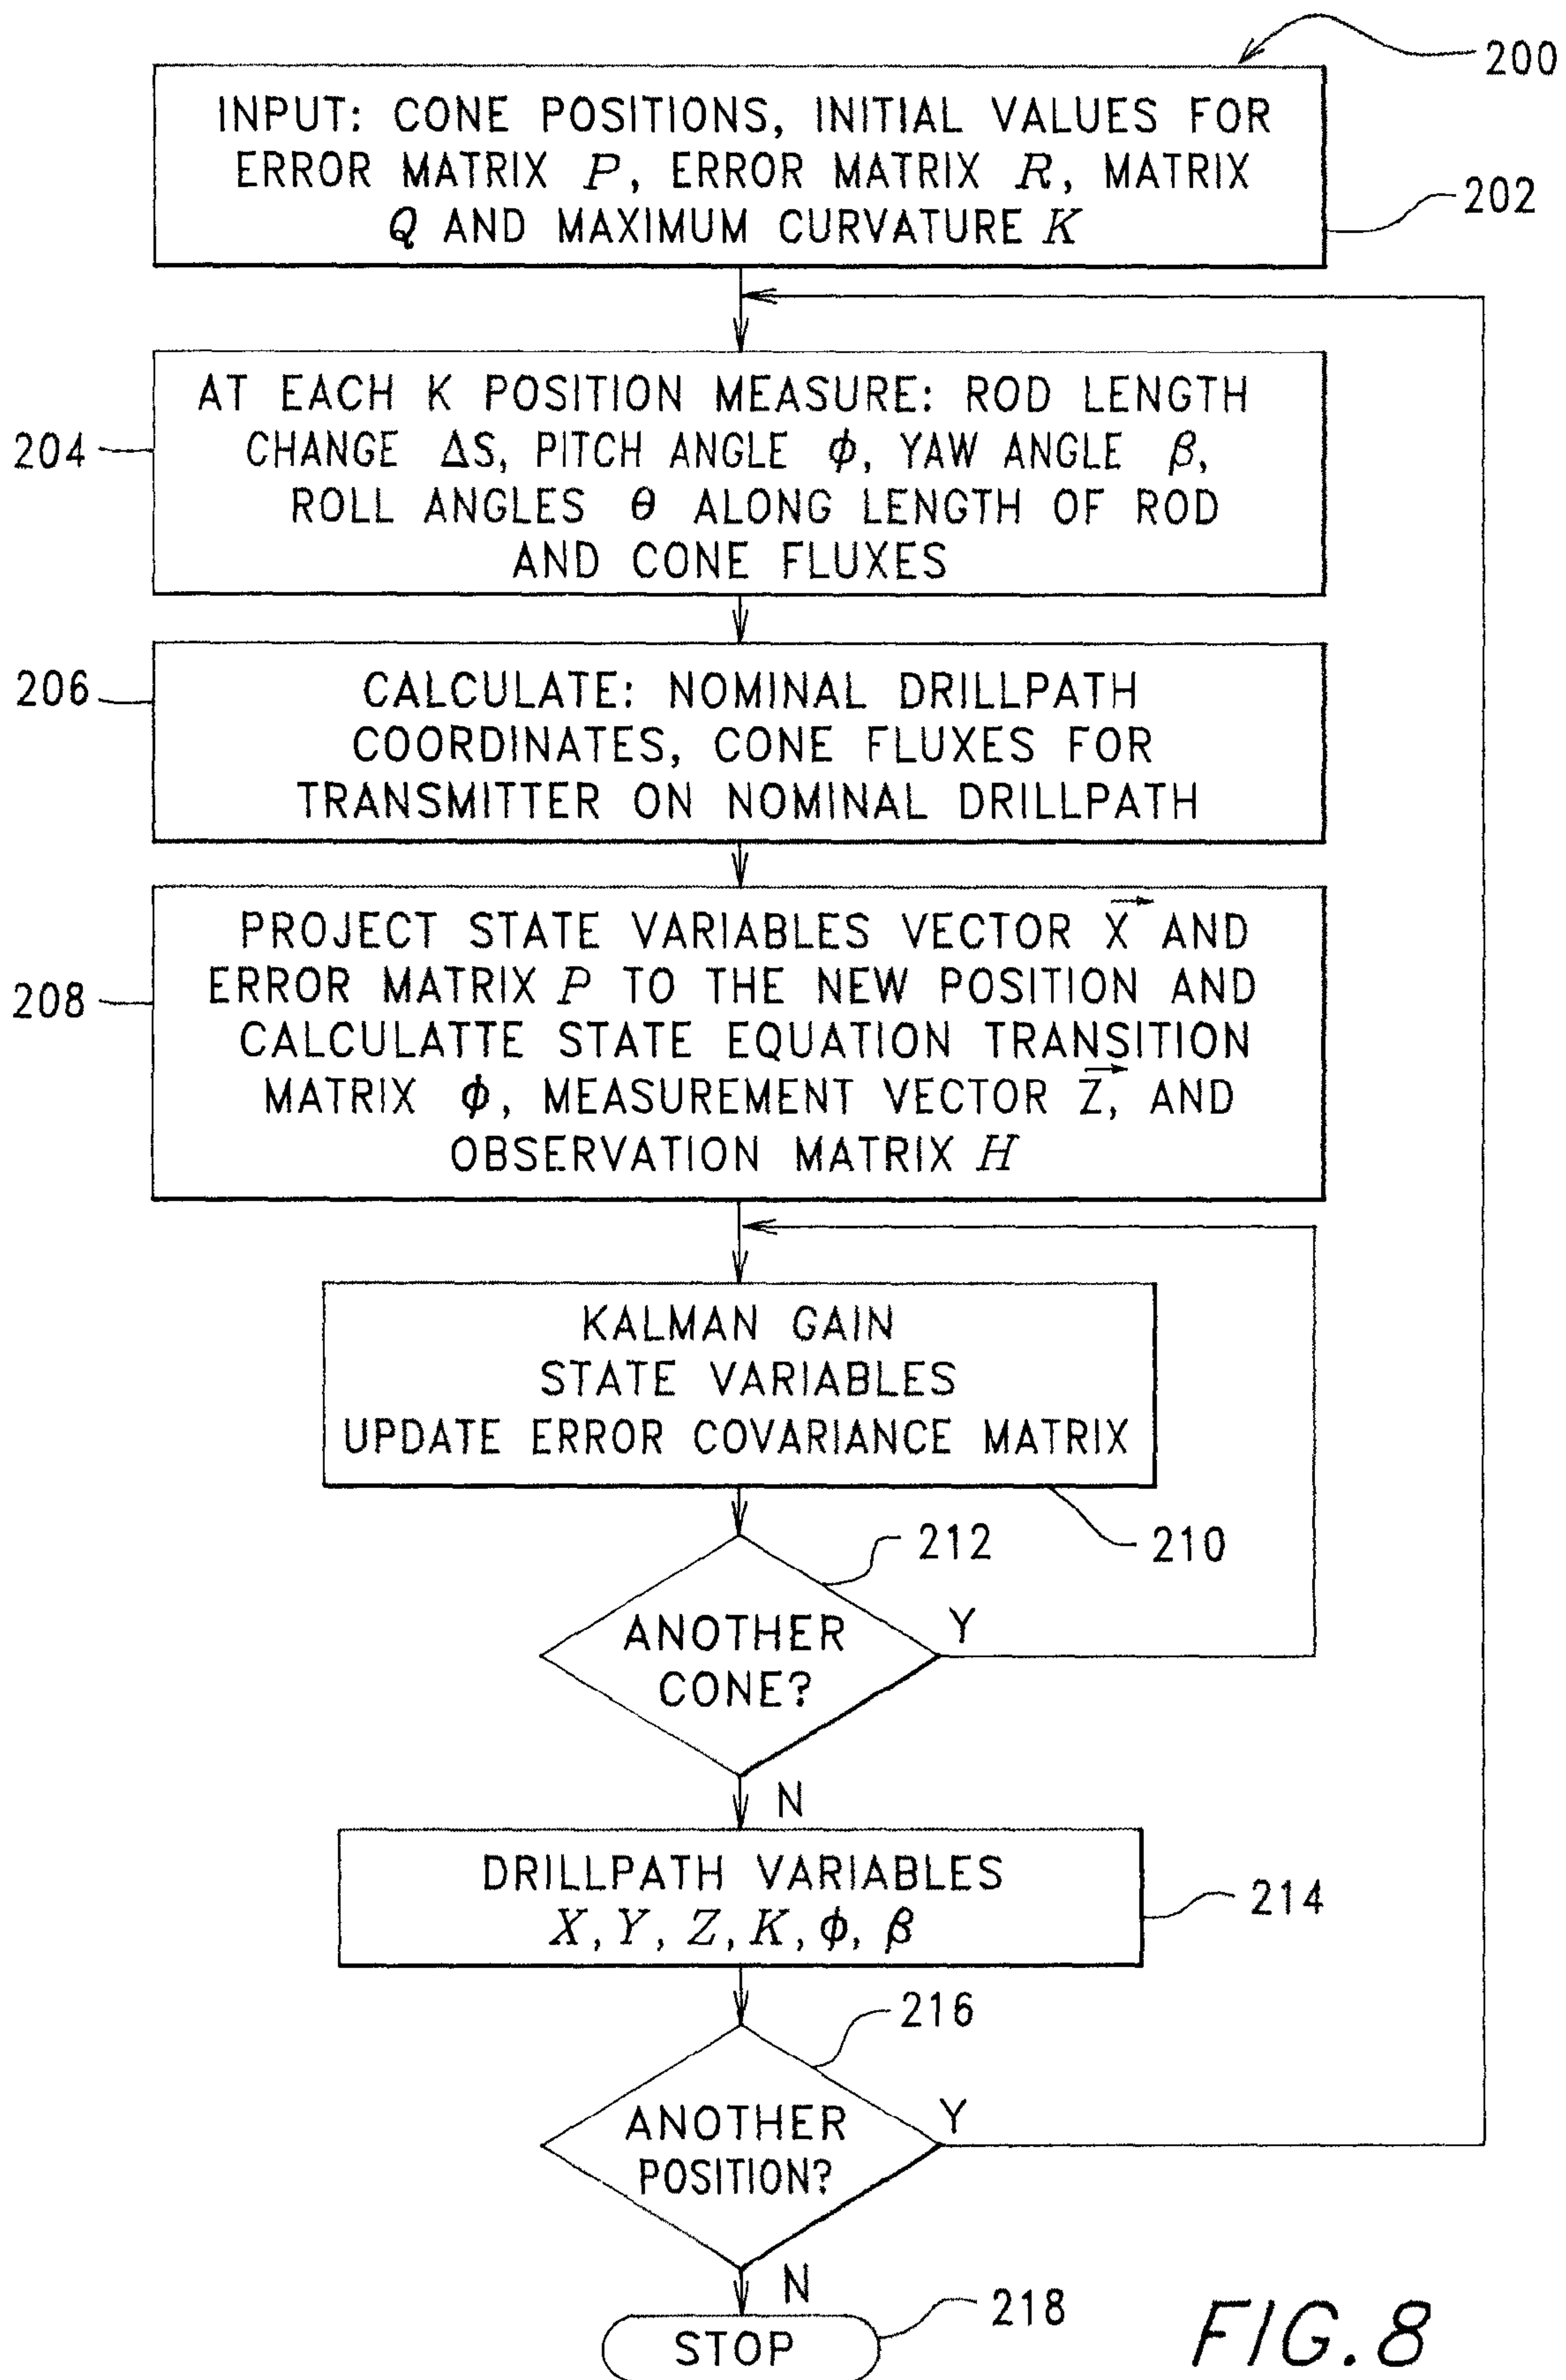 200
INPUT: CONE POSITIONS, INITIAL VALUES FOR
ERROR MATRIX P, ERROR MATRIX R, MATRIX
Q AND MAXIMUM CURVATURE K
202
AT EACH K POSITION MEASURE: ROD LENGTH
CHANGE ΔS, PITCH ANGLE ϕ, YAW ANGLE β,
ROLL ANGLES θ ALONG LENGTH OF ROD
AND CONE FLUXES
204
CALCULATE: NOMINAL DRILLPATH
COORDINATES, CONE FLUXES FOR
TRANSMITTER ON NOMINAL DRILLPATH
206
PROJECT STATE VARIABLES VECTOR X⃗ AND
ERROR MATRIX P TO THE NEW POSITION AND
CALCULATTE STATE EQUATION TRANSITION
MATRIX ϕ, MEASUREMENT VECTOR Z⃗, AND
OBSERVATION MATRIX H
208
KALMAN GAIN
STATE VARIABLES
UPDATE ERROR COVARIANCE MATRIX
210
212
ANOTHER
CONE?
Y
N
DRILLPATH VARIABLES
X, Y, Z, K, ϕ, β
214
216
ANOTHER
POSITION?
Y
N
STOP
218
FIG. 8